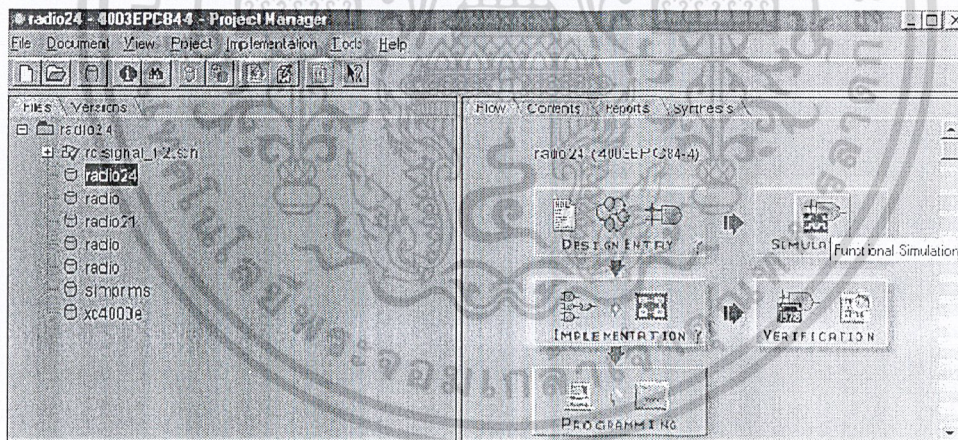 radio24 - 4003EPC84-4 - Project Manager
File Document View Project Implementation Tools Help
Files Versions
radio24
radio24
radio
radio21
radio
radio
simprims
xc4000e
Flow Contents Reports Synthesis
radio24 (4003EPC84-4)
DESIGN ENTRY
SIMULA
Functional Simulation
IMPLEMENTATION
VERIFICATION
PROGRAMMING